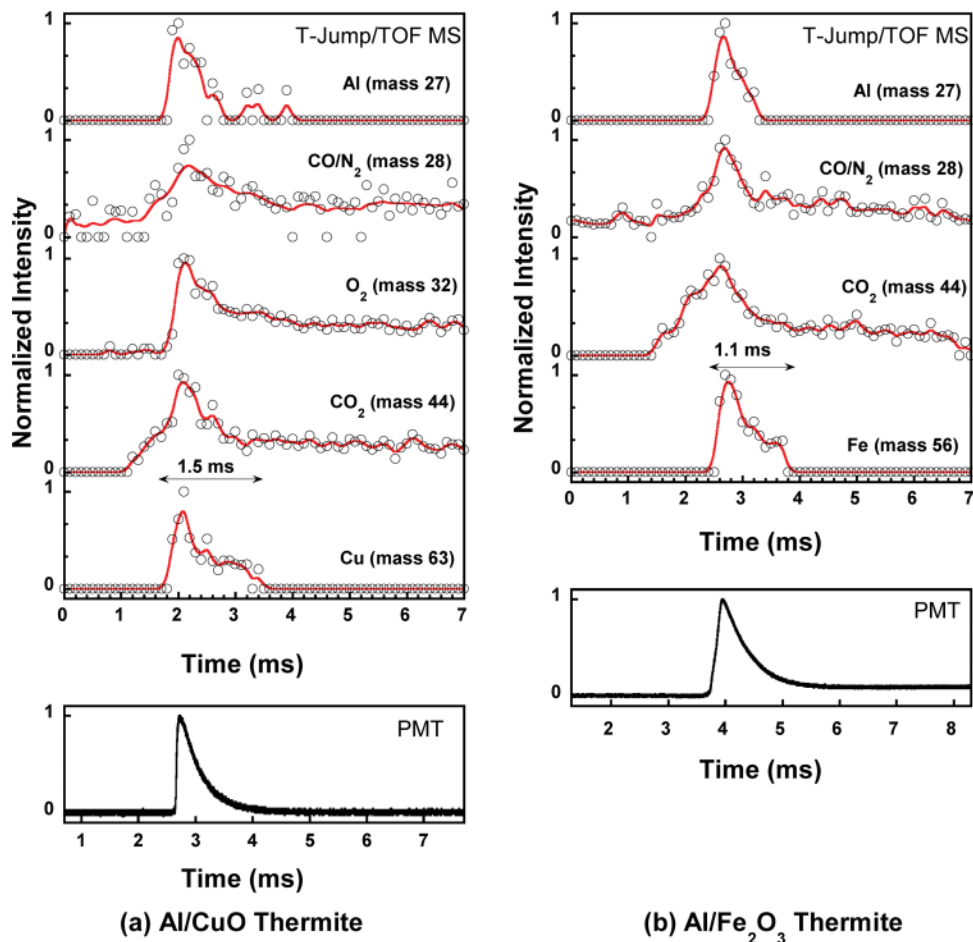 T-Jump/TOF MS
1
Al (mass 27)
0
CO/N₂ (mass 28)
1
0
O₂ (mass 32)
1
0
CO₂ (mass 44)
1
0
1.5 ms
Cu (mass 63)
1
0
Normalized Intensity
0 1 2 3 4 5 6 7
Time (ms)
PMT
1
0
1 2 3 4 5 6 7
Time (ms)
(a) Al/CuO Thermite
T-Jump/TOF MS
1
Al (mass 27)
0
CO/N₂ (mass 28)
1
0
CO₂ (mass 44)
1
0
1.1 ms
Fe (mass 56)
1
0
Normalized Intensity
0 1 2 3 4 5 6 7
Time (ms)
PMT
1
0
2 3 4 5 6 7 8
Time (ms)
(b) Al/Fe₂O₃ Thermite